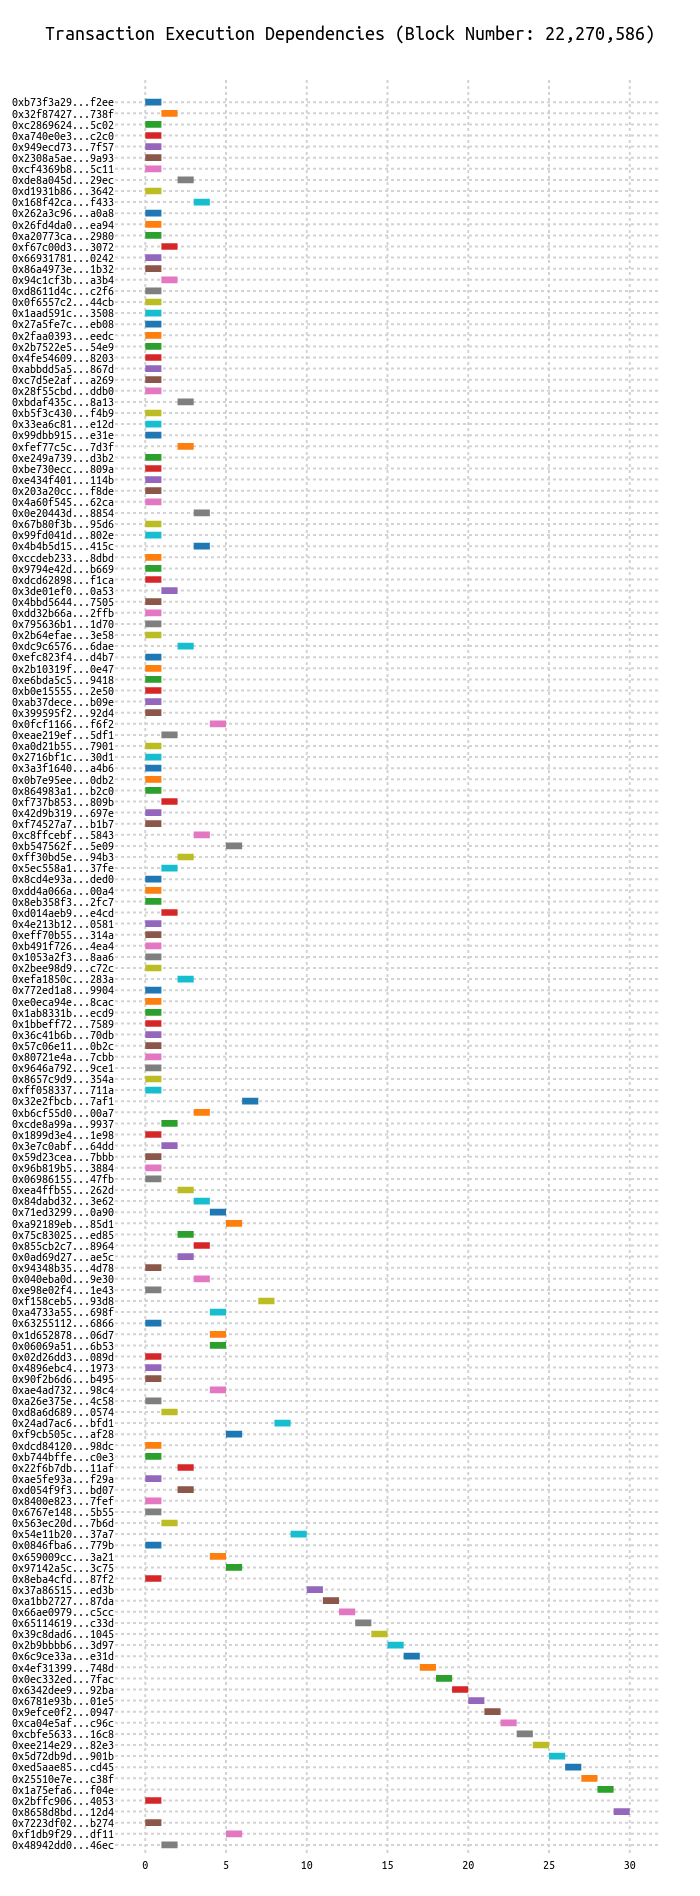 Transaction Execution Dependencies (Block Number: 22,270,586)
0xb73f3a29...f2ee
0x32f87427...738f
0xc2869624...5c02
0xa740e0e3...c2c0
0x949ecd73...7f57
0x2308a5ae...9a93
0xcf4369b8...5c11
0xde8a045d...29ec
0xd1931b86...3642
0x168f42ca...f433
0x262a3c96...a0a8
0x26fd4da0...ea94
0xa20773ca...2980
0xf67c00d3...3072
0x66931781...0242
0x86a4973e...1b32
0x94c1cf3b...a3b4
0xd8611d4c...c2f6
0x0f6557c2...44cb
0x1aad591c...3508
0x27a5fe7c...eb08
0x2faa0393...eedc
0x2b7522e5...54e9
0x4fe54609...8203
0xabbdd5a5...867d
0xc7d5e2af...a269
0x28f55cbd...ddb0
0xbdaf435c...8a13
0xb5f3c430...f4b9
0x33ea6c81...e12d
0x99dbb915...e31e
0xfef77c5c...7d3f
0xe249a739...d3b2
0xbe730ecc...809a
0xe434f401...114b
0x203a20cc...f8de
0x4a60f545...62ca
0x0e20443d...8854
0x67b80f3b...95d6
0x99fd041d...802e
0x4b4b5d15...415c
0xccdeb233...8dbd
0x9794e42d...b669
0xdcd62898...f1ca
0x3de01ef0...0a53
0x4bbd5644...7505
0xdd32b66a...2ffb
0x795636b1...1d70
0x2b64efae...3e58
0xdc9c6576...6dae
0xefc823f4...d4b7
0x2b10319f...0e47
0xe6bda5c5...9418
0xb0e15555...2e50
0xab37dece...b09e
0x399595f2...92d4
0x0fcf1166...f6f2
0xeae219ef...5df1
0xa0d21b55...7901
0x2716bf1c...30d1
0x3a3f1640...a4b6
0x0b7e95ee...0db2
0x864983a1...b2c0
0xf737b853...809b
0x42d9b319...697e
0xf74527a7...b1b7
0xc8ffcebf...5843
0xb547562f...5e09
0xff30bd5e...94b3
0x5ec558a1...37fe
0x8cd4e93a...ded0
0xdd4a066a...00a4
0x8eb358f3...2fc7
0xd014aeb9...e4cd
0x4e213b12...0581
0xeff70b55...314a
0xb491f726...4ea4
0x1053a2f3...8aa6
0x2bee98d9...c72c
0xefa1850c...283a
0x772ed1a8...9904
0xe0eca94e...8cac
0x1ab8331b...ecd9
0x1bbeff72...7589
0x36c41b6b...70db
0x57c06e11...0b2c
0x80721e4a...7cbb
0x9646a792...9ce1
0x8657c9d9...354a
0xff058337...711a
0x32e2fbcb...7af1
0xb6cf55d0...00a7
0xcde8a99a...9937
0x1899d3e4...1e98
0x3e7c0abf...64dd
0x59d23cea...7bbb
0x96b819b5...3884
0x06986155...47fb
0xea4ffb55...262d
0x84dabd32...3e62
0x71ed3299...0a90
0xa92189eb...85d1
0x75c83025...ed85
0x855cb2c7...8964
0x0ad69d27...ae5c
0x94348b35...4d78
0x040eba0d...9e30
0xe98e02f4...1e43
0xf158ceb5...93d8
0xa4733a55...698f
0x63255112...6866
0x1d652878...06d7
0x06069a51...6b53
0x02d26dd3...089d
0x4896ebc4...1973
0x90f2b6d6...b495
0xae4ad732...98c4
0xa26e375e...4c58
0xd8a6d689...0574
0x24ad7ac6...bfd1
0xf9cb505c...af28
0xdcd84120...98dc
0xb744bffe...c0e3
0x22f6b7db...11af
0xae5fe93a...f29a
0xd054f9f3...bd07
0x8400e823...7fef
0x6767e148...5b55
0x563ec20d...7b6d
0x54e11b20...37a7
0x0846fba6...779b
0x659009cc...3a21
0x97142a5c...3c75
0x8eba4cfd...87f2
0x37a86515...ed3b
0xa1bb2727...87da
0x66ae0979...c5cc
0x65114619...c33d
0x39c8dad6...1045
0x2b9bbbb6...3d97
0x6c9ce33a...e31d
0x4ef31399...748d
0x0ec332ed...7fac
0x6342dee9...92ba
0x6781e93b...01e5
0x9efce0f2...0947
0xca04e5af...c96c
0xcbfe5633...16c8
0xee214e29...82e3
0x5d72db9d...901b
0xed5aae85...cd45
0x25510e7e...c38f
0x1a75efa6...f04e
0x2bffc906...4053
0x8658d8bd...12d4
0x7223df02...b274
0xf1db9f29...df11
0x48942dd0...46ec
0 5 10 15 20 25 30